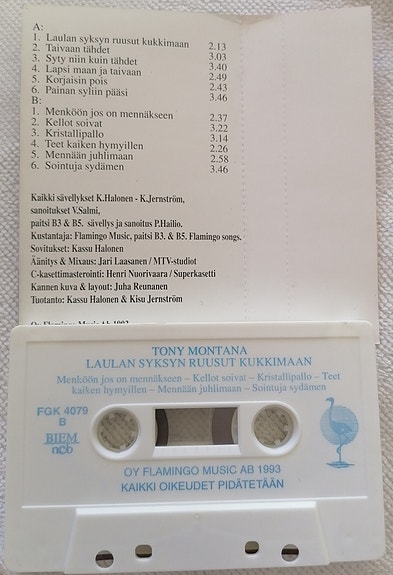 A:
1. Laulan syksyn ruusut kukkimaan 2.13
2. Taivaan tähdet 3.03
3. Syty niin kuin tähdet 3.40
4. Lapsi maan ja taivaan 2.49
5. Korjaisin pois 2.43
6. Painan syliin pääsi 3.46
B:
1. Menköön jos on mennäkseen 2.37
2. Kellot soivat 3.22
3. Kristallipallo 3.14
4. Teet kaiken hymyillen 2.26
5. Mennään juhlimaan 2.58
6. Sointuja sydämen 3.46
Kaikki sävellykset K.Halonen - K.Jernström,
sanoitukset V.Salmi,
paitsi B3 & B5. sävellys ja sanoitus P.Hailio.
Kustantaja: Flamingo Music, paitsi B3. & B5. Flamingo songs.
Sovitukset: Kassu Halonen
Äänitys & Mixaus: Jari Laasanen / MTV-studiot
C-kasettimasterointi: Henri Nuorivaara / Superkasetti
Kannen kuva & layout: Juha Reunanen
Tuotanto: Kassu Halonen & Kisu Jernström
Oy Flamingo Music Ab 1993
TONY MONTANA
LAULAN SYKSYN RUUSUT KUKKIMAAN
Menköön jos on mennäkseen – Kellot soivat – Kristallipallo – Teet
kaiken hymyillen – Mennään juhlimaan – Sointuja sydämen
FGK 4079
B
BIEM
ncb
OY FLAMINGO MUSIC AB 1993
KAIKKI OIKEUDET PIDÄTETÄÄN